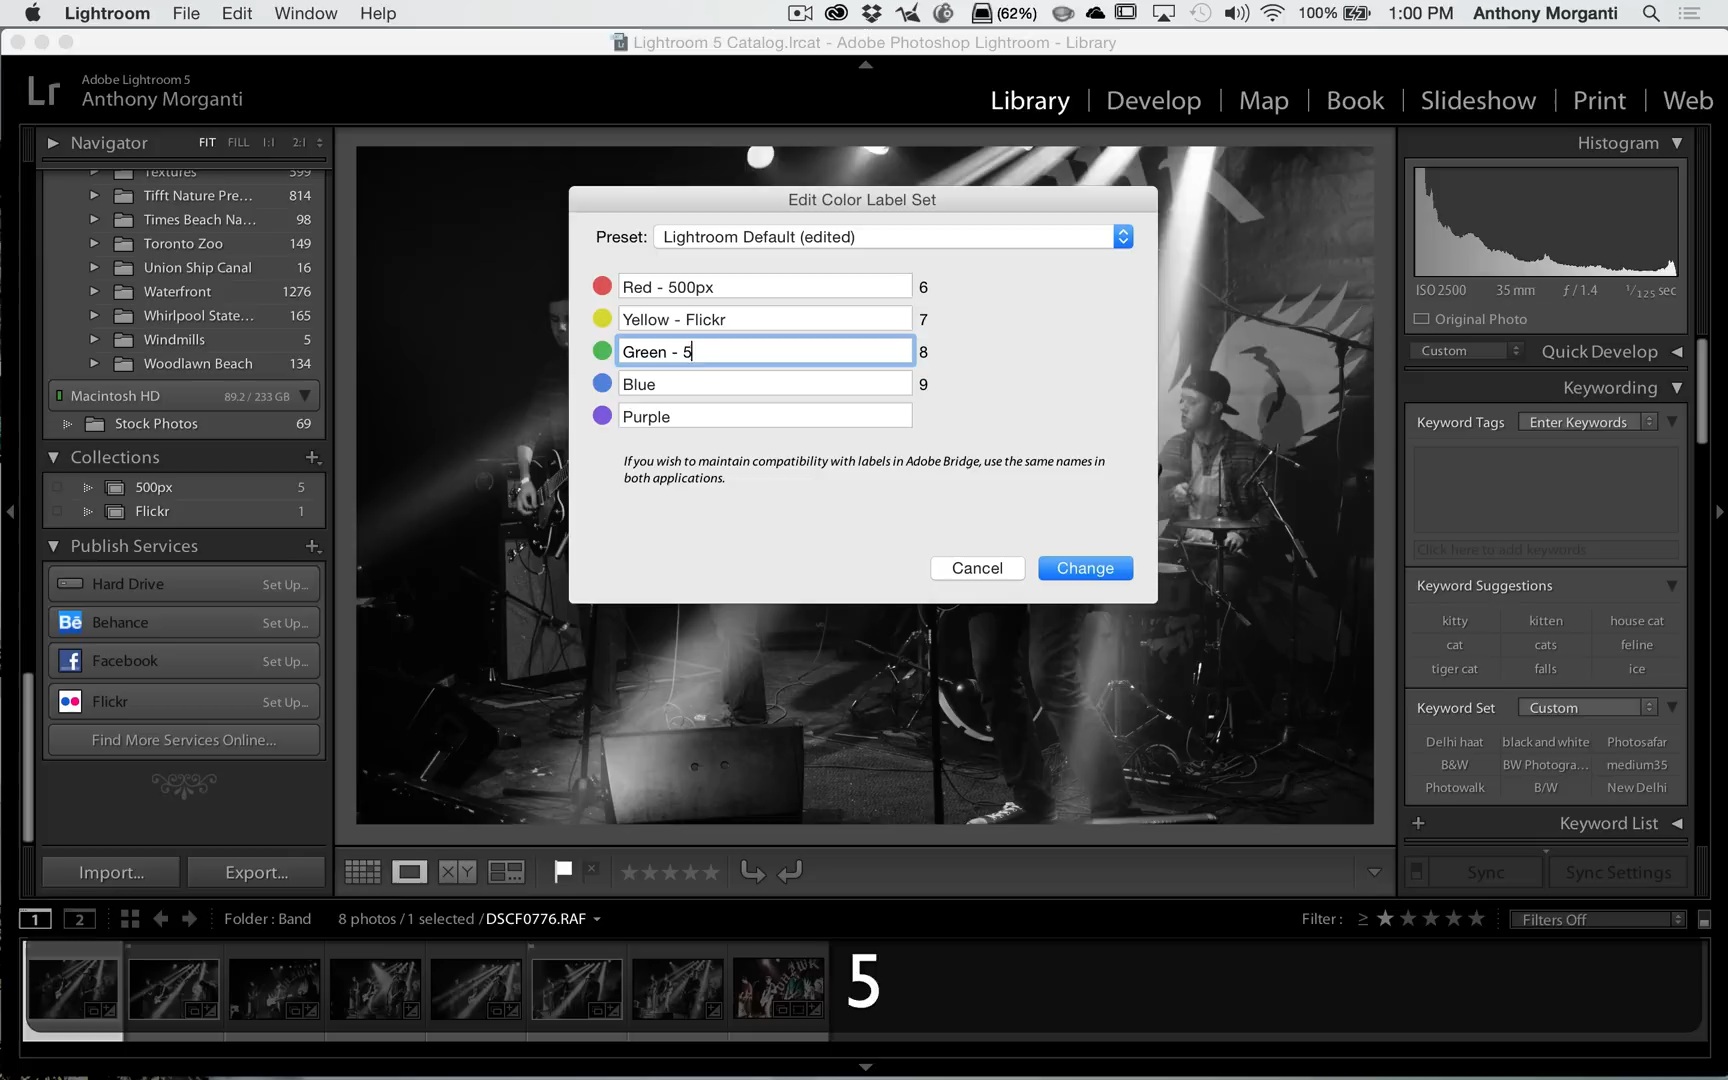 Lightroom File Edit Window Help (62%) 100% 1:00 PM Anthony Morganti
Lightroom 5 Catalog.lrcat - Adobe Photoshop Lightroom - Library
Lr Adobe Lightroom 5
Anthony Morganti
Library | Develop | Map | Book | Slideshow | Print | Web
Navigator FIT FILL 1:1 2:1
Textures 399
Tifft Nature Pre... 814
Times Beach Na... 98
Toronto Zoo 149
Union Ship Canal 16
Waterfront 1276
Whirlpool State... 165
Windmills 5
Woodlawn Beach 134
Macintosh HD 89.2 / 233 GB
Stock Photos 69
Collections
500px 5
Flickr 1
Publish Services
Hard Drive Set Up...
Bē Behance Set Up...
f Facebook Set Up...
Flickr Set Up...
Find More Services Online...
Import... Export...
Edit Color Label Set
Preset: Lightroom Default (edited)
Red - 500px 6
Yellow - Flickr 7
Green - 5 8
Blue 9
Purple
If you wish to maintain compatibility with labels in Adobe Bridge, use the same names in
both applications.
Cancel Change
Histogram
ISO 2500 35 mm ƒ / 1.4 1/125 sec
Original Photo
Custom Quick Develop
Keywording
Keyword Tags Enter Keywords
Click here to add keywords
Keyword Suggestions
kitty kitten house cat
cat cats feline
tiger cat falls ice
Keyword Set Custom
Delhi haat black and white Photosafar
B&W BW Photogra... medium35
Photowalk B/W New Delhi
Keyword List
Sync Sync Settings
X Y
1 2 Folder : Band 8 photos / 1 selected / DSCF0776.RAF Filter : ≥ Filters Off
5